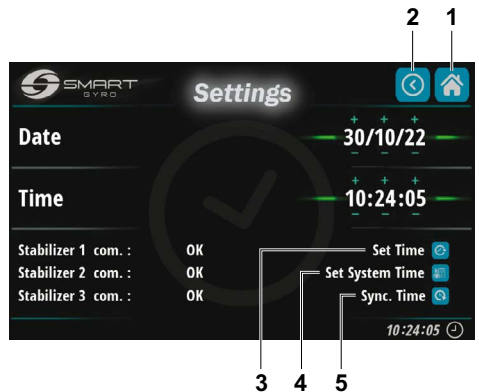 2 1
SMART
GYRO
Settings
+ + +
Date 30/10/22
– – –
+ + +
Time 10:24:05
– – –
Stabilizer 1 com. : OK Set Time
Stabilizer 2 com. : OK Set System Time
Stabilizer 3 com. : OK Sync. Time
10:24:05
3 4 5